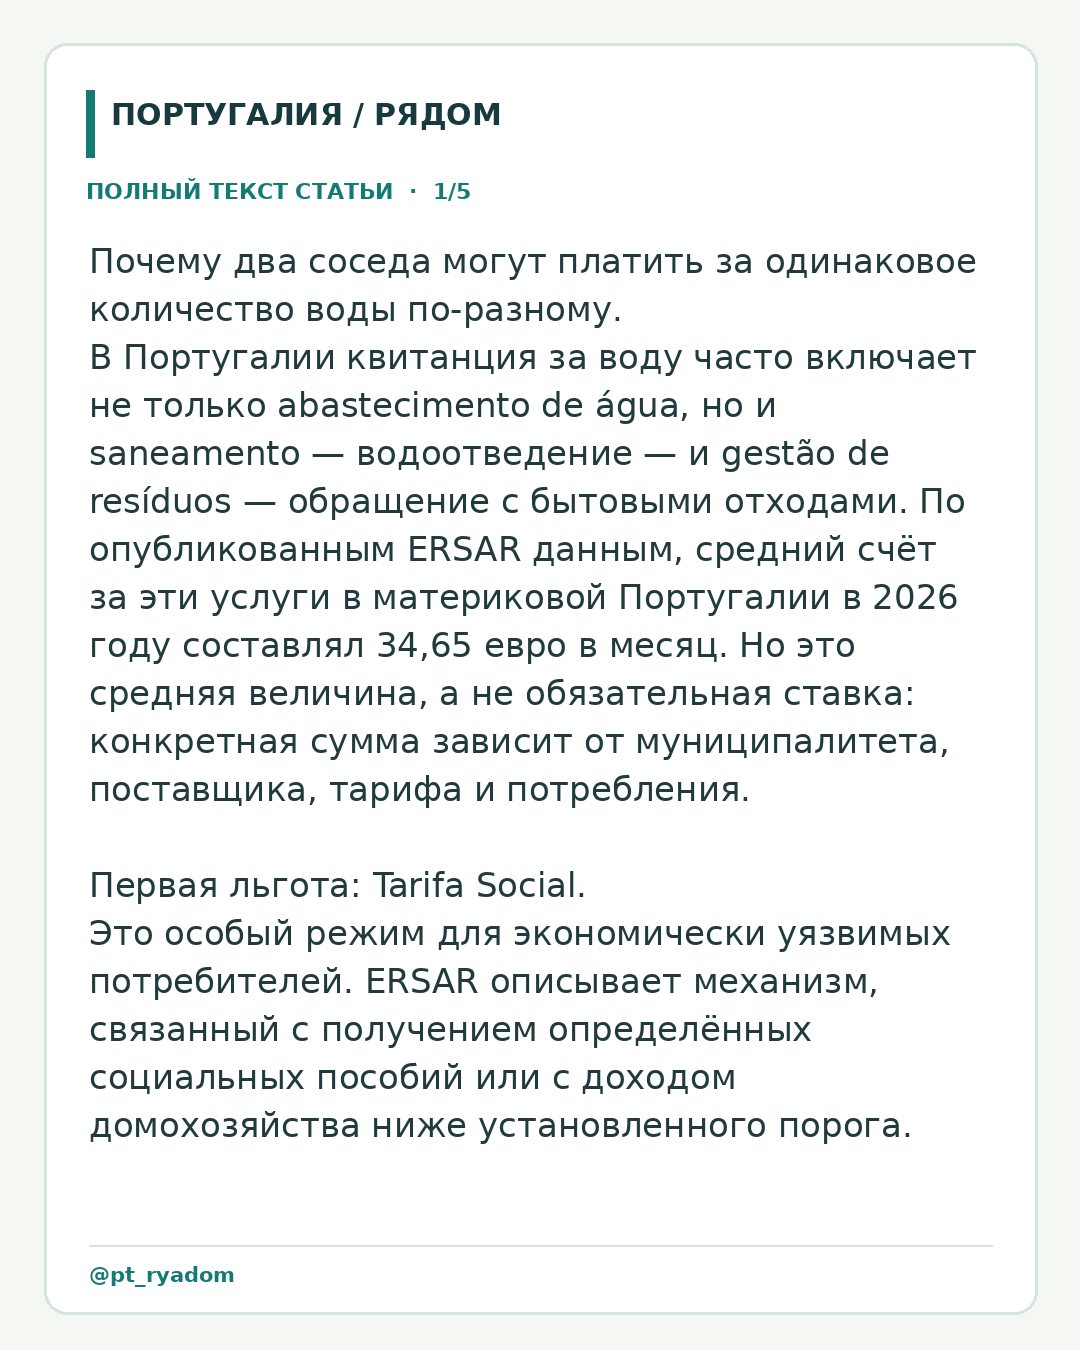 ПОРТУГАЛИЯ / РЯДОМ
ПОЛНЫЙ ТЕКСТ СТАТЬИ · 1/5
Почему два соседа могут платить за одинаковое
количество воды по-разному.
В Португалии квитанция за воду часто включает
не только abastecimento de água, но и
saneamento — водоотведение — и gestão de
resíduos — обращение с бытовыми отходами. По
опубликованным ERSAR данным, средний счёт
за эти услуги в материковой Португалии в 2026
году составлял 34,65 евро в месяц. Но это
средняя величина, а не обязательная ставка:
конкретная сумма зависит от муниципалитета,
поставщика, тарифа и потребления.
Первая льгота: Tarifa Social.
Это особый режим для экономически уязвимых
потребителей. ERSAR описывает механизм,
связанный с получением определённых
социальных пособий или с доходом
домохозяйства ниже установленного порога.
@pt_ryadom